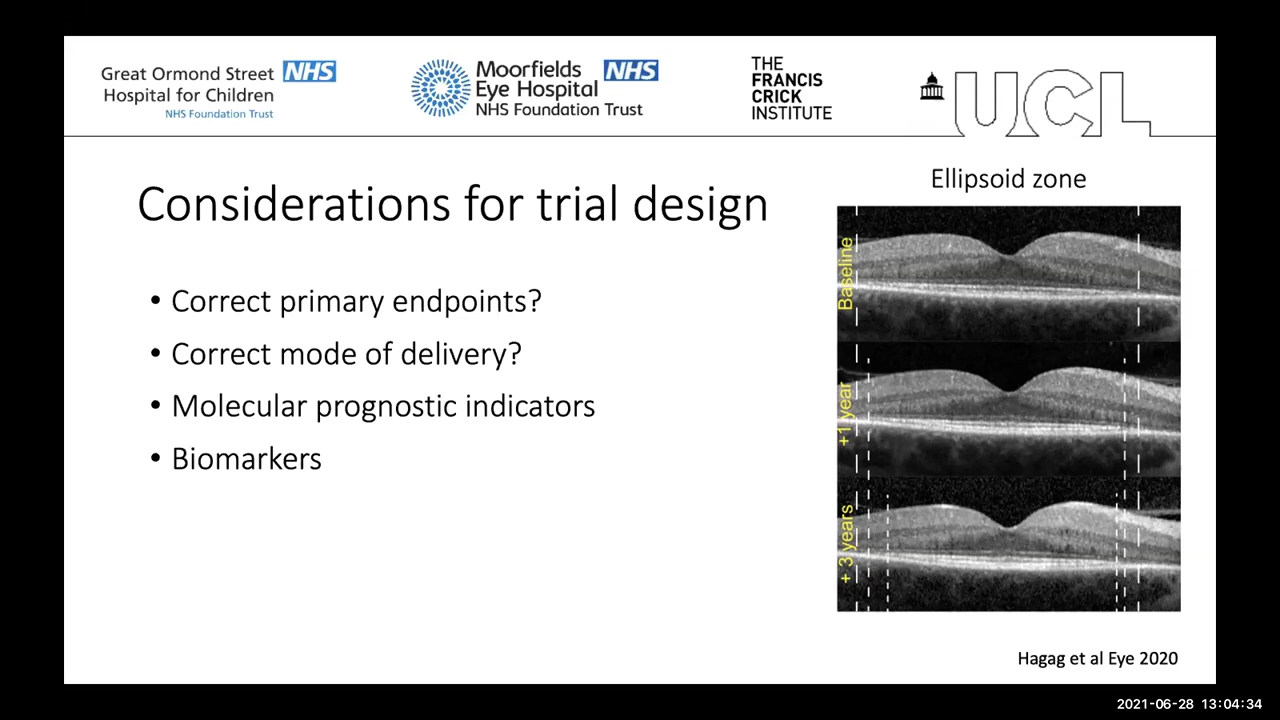 Great Ormond Street NHS
Hospital for Children
NHS Foundation Trust
Moorfields NHS
Eye Hospital
NHS Foundation Trust
THE
FRANCIS
CRICK
INSTITUTE
UCL
Considerations for trial design
• Correct primary endpoints?
• Correct mode of delivery?
• Molecular prognostic indicators
• Biomarkers
Ellipsoid zone
Baseline
+1 year
+ 3 years
Hagag et al Eye 2020
2021-06-28 13:04:34